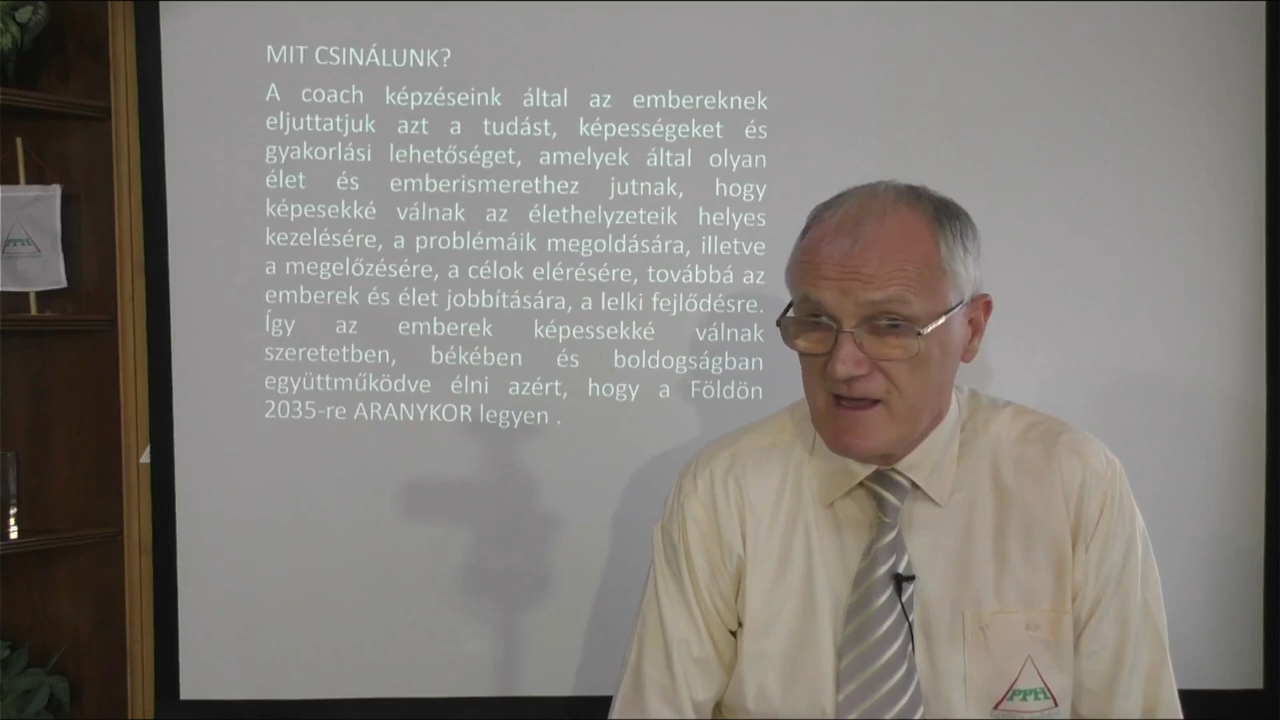 MIT CSINÁLUNK?
A coach képzéseink által az embereknek
eljuttatjuk azt a tudást, képességeket és
gyakorlási lehetőséget, amelyek által olyan
élet és emberismerethez jutnak, hogy
képesekké válnak az élethelyzeteik helyes
kezelésére, a problémáik megoldására, illetve
a megelőzésére, a célok elérésére, továbbá az
emberek és élet jobbítására, a lelki fejlődésre.
Így az emberek képessekké válnak
szeretetben, békében és boldogságban
együttműködve élni azért, hogy a Földön
2035-re ARANYKOR legyen .
PPH
PPH